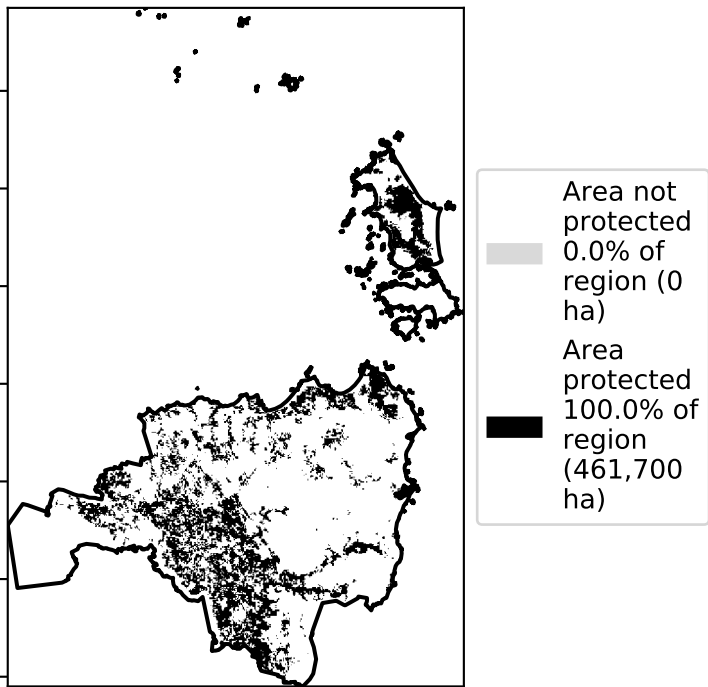 Area not
protected
0.0% of
region (0
ha)
Area
protected
100.0% of
region
(461,700
ha)